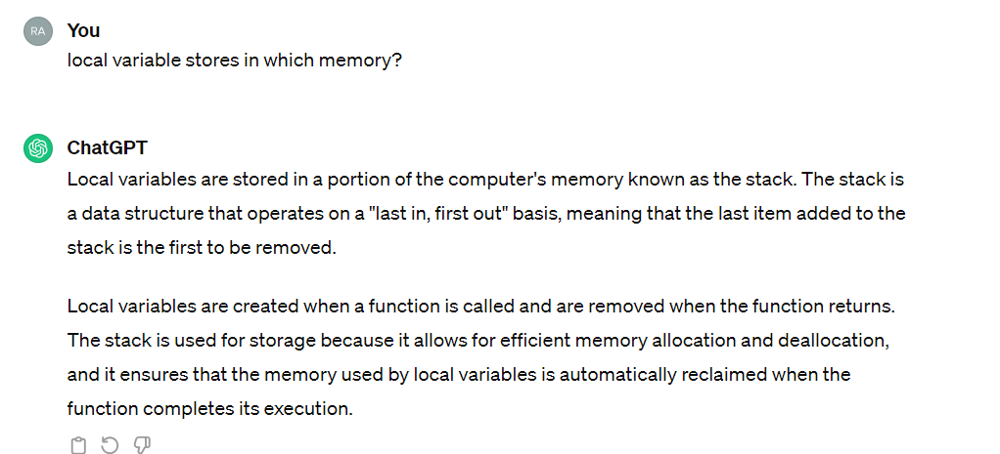 RA
You
local variable stores in which memory?
ChatGPT
Local variables are stored in a portion of the computer's memory known as the stack. The stack is
a data structure that operates on a "last in, first out" basis, meaning that the last item added to the
stack is the first to be removed.
Local variables are created when a function is called and are removed when the function returns.
The stack is used for storage because it allows for efficient memory allocation and deallocation,
and it ensures that the memory used by local variables is automatically reclaimed when the
function completes its execution.